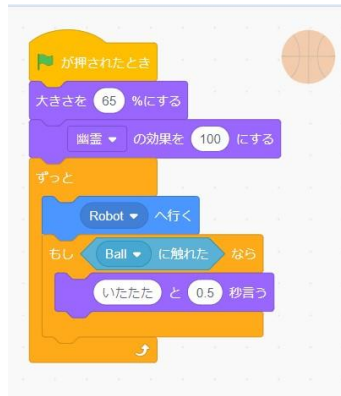 が押されたとき
大きさを 65 %にする
幽霊 の効果を 100 にする
ずっと
Robot へ行く
もし Ball に触れた なら
いたたた と 0.5 秒言う